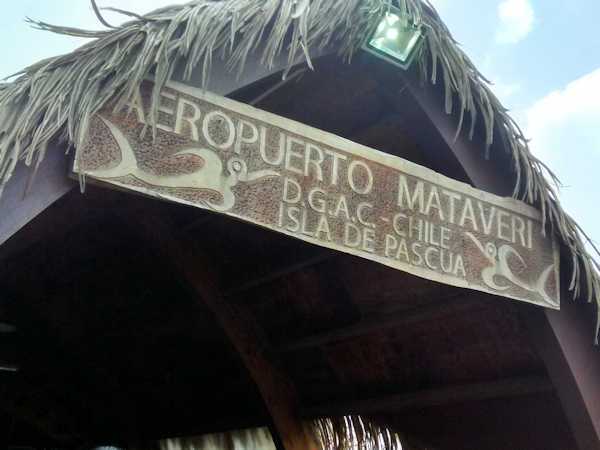 AEROPUERTO MATAVERI
D.G.A.C.-CHILE
ISLA DE PASCUA